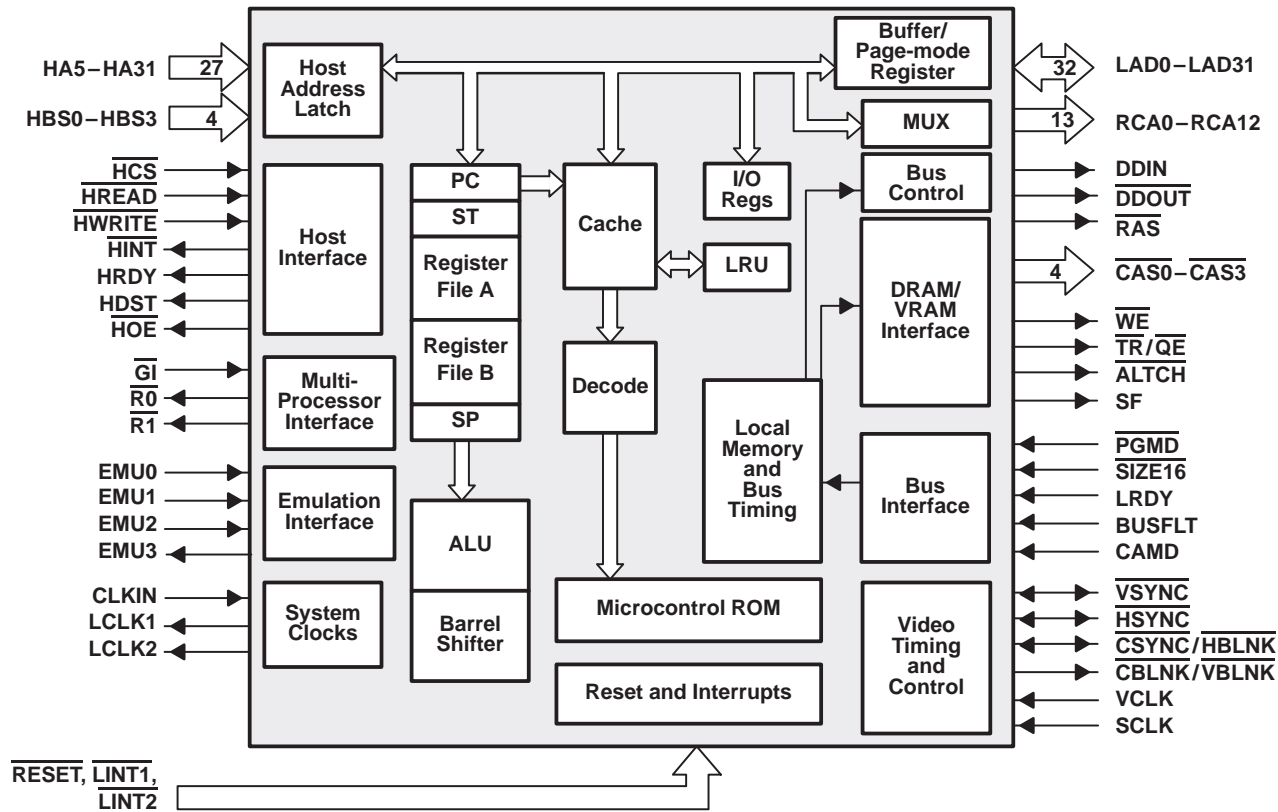 HA5–HA31
27
HBS0–HBS3
4
HCS
HREAD
HWRITE
HINT
HRDY
HDST
HOE
GI
R0
R1
EMU0
EMU1
EMU2
EMU3
CLKIN
LCLK1
LCLK2
RESET, LINT1,
LINT2
Host
Address
Latch
Host
Interface
Multi-
Processor
Interface
Emulation
Interface
System
Clocks
PC
ST
Register
File A
Register
File B
SP
ALU
Barrel
Shifter
Cache
LRU
Decode
Microcontrol ROM
Reset and Interrupts
I/O
Regs
Buffer/
Page-mode
Register
MUX
Bus
Control
DRAM/
VRAM
Interface
Local
Memory
and
Bus
Timing
Bus Interface
Video
Timing
and
Control
32
LAD0–LAD31
13
RCA0–RCA12
DDIN
DDOUT
RAS
4
CAS0–CAS3
WE
TR/QE
ALTCH
SF
PGMD
SIZE16
LRDY
BUSFLT
CAMD
VSYNC
HSYNC
CSYNC/HBLNK
CBLNK/VBLNK
VCLK
SCLK